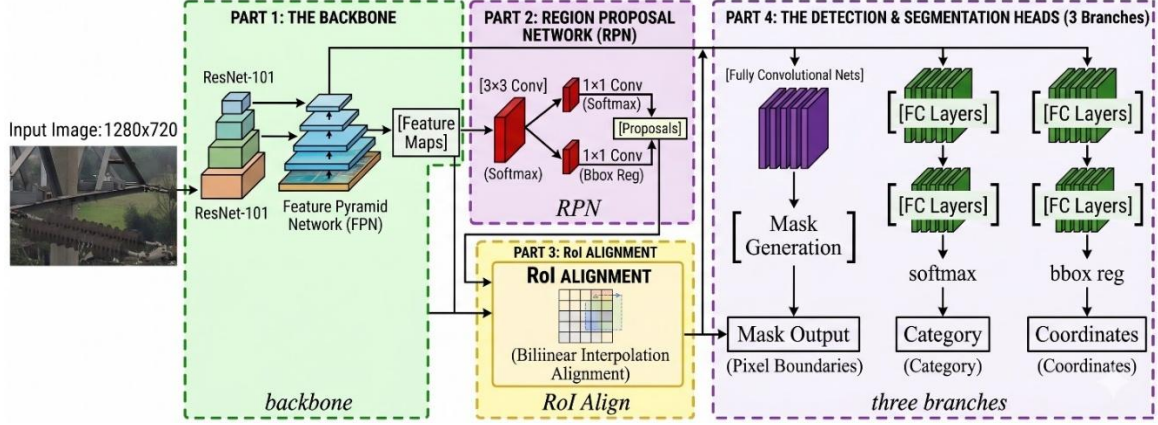 PART 1: THE BACKBONE
ResNet-101
Input Image: 1280x720
ResNet-101
Feature Pyramid
Network (FPN)
[Feature
Maps]
backbone
PART 2: REGION PROPOSAL
NETWORK (RPN)
[3×3 Conv]
(Softmax)
1×1 Conv
(Softmax)
1×1 Conv
(Bbox Reg)
[Proposals]
RPN
PART 3: RoI ALIGNMENT
RoI ALIGNMENT
(Biliinear Interpolation
Alignment)
RoI Align
PART 4: THE DETECTION & SEGMENTATION HEADS (3 Branches)
[Fully Convolutional Nets]
[Mask
Generation]
Mask Output
(Pixel Boundaries)
[FC Layers]
[FC Layers]
softmax
Category
(Category)
[FC Layers]
[FC Layers]
bbox reg
Coordinates
(Coordinates)
three branches